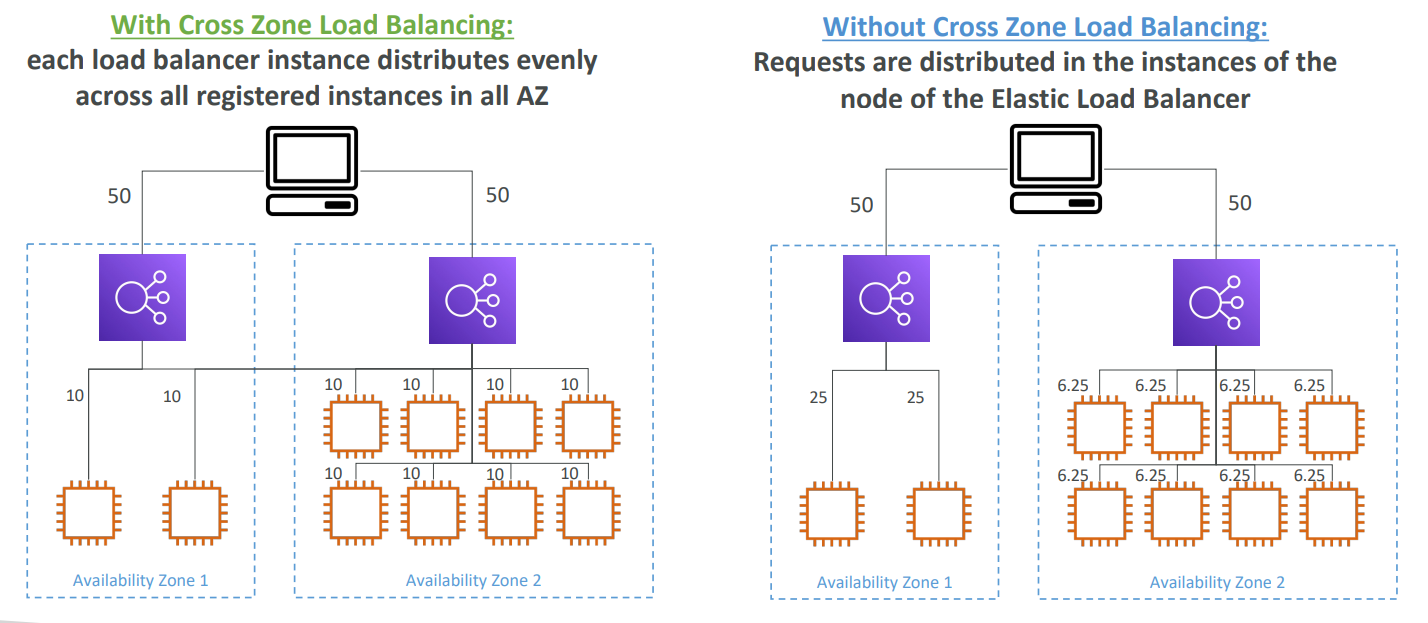 With Cross Zone Load Balancing:
each load balancer instance distributes evenly
across all registered instances in all AZ
50
50
10
10
10
10
10
10
10
10
10
10
Availability Zone 1
Availability Zone 2
Without Cross Zone Load Balancing:
Requests are distributed in the instances of the
node of the Elastic Load Balancer
50
50
25
25
6.25
6.25
6.25
6.25
6.25
6.25
6.25
6.25
Availability Zone 1
Availability Zone 2